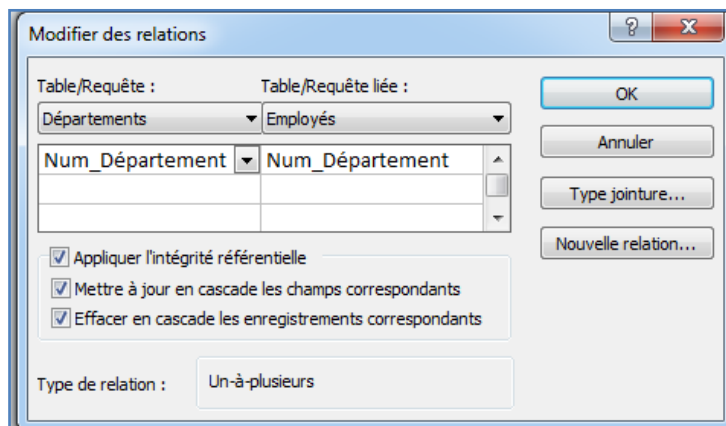 Modifier des relations
? X
Table/Requête : Table/Requête liée :
Départements Employés
Num_Département Num_Département
Appliquer l'intégrité référentielle
Mettre à jour en cascade les champs correspondants
Effacer en cascade les enregistrements correspondants
Type de relation : Un-à-plusieurs
OK
Annuler
Type jointure...
Nouvelle relation...